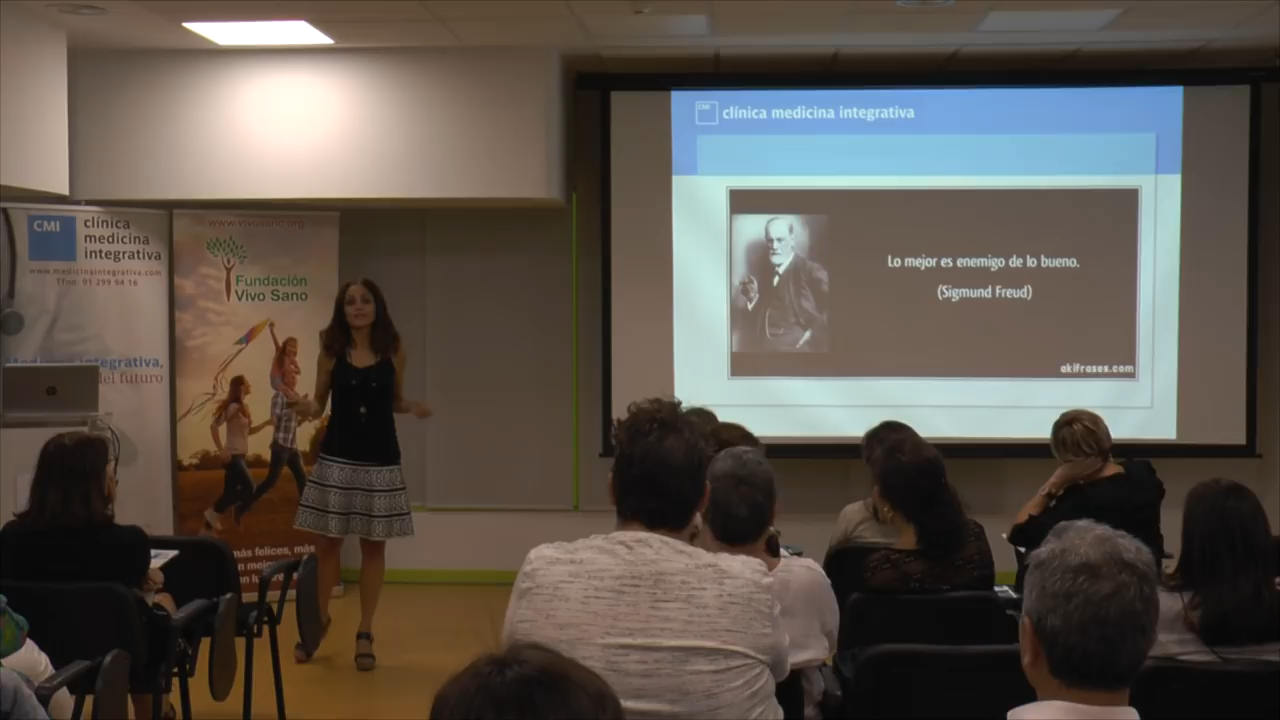 CMI clínica medicina integrativa
Lo mejor es enemigo de lo bueno.
(Sigmund Freud)
akifrases.com
CMI
clínica
medicina
integrativa
www.medicinaintegrativa.com
Tfno. 91 299 94 16
integrativa,
del futuro
www.vivosano.org
Fundación
Vivo Sano
más felices, más